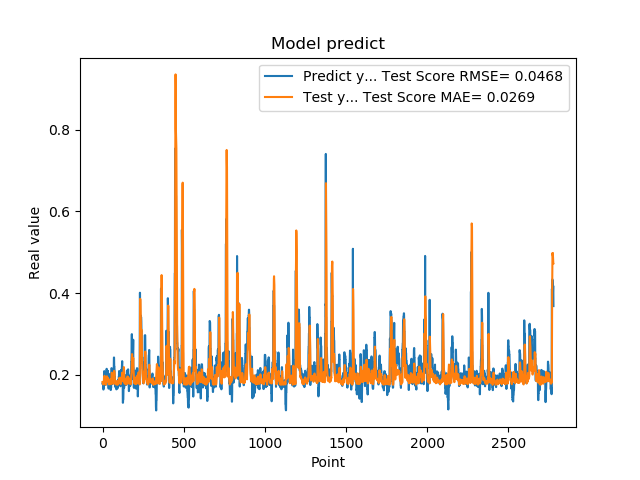 Model predict
Predict y... Test Score RMSE= 0.0468
Test y... Test Score MAE= 0.0269
Real value
0.8
0.6
0.4
0.2
0
500
1000
1500
2000
2500
Point